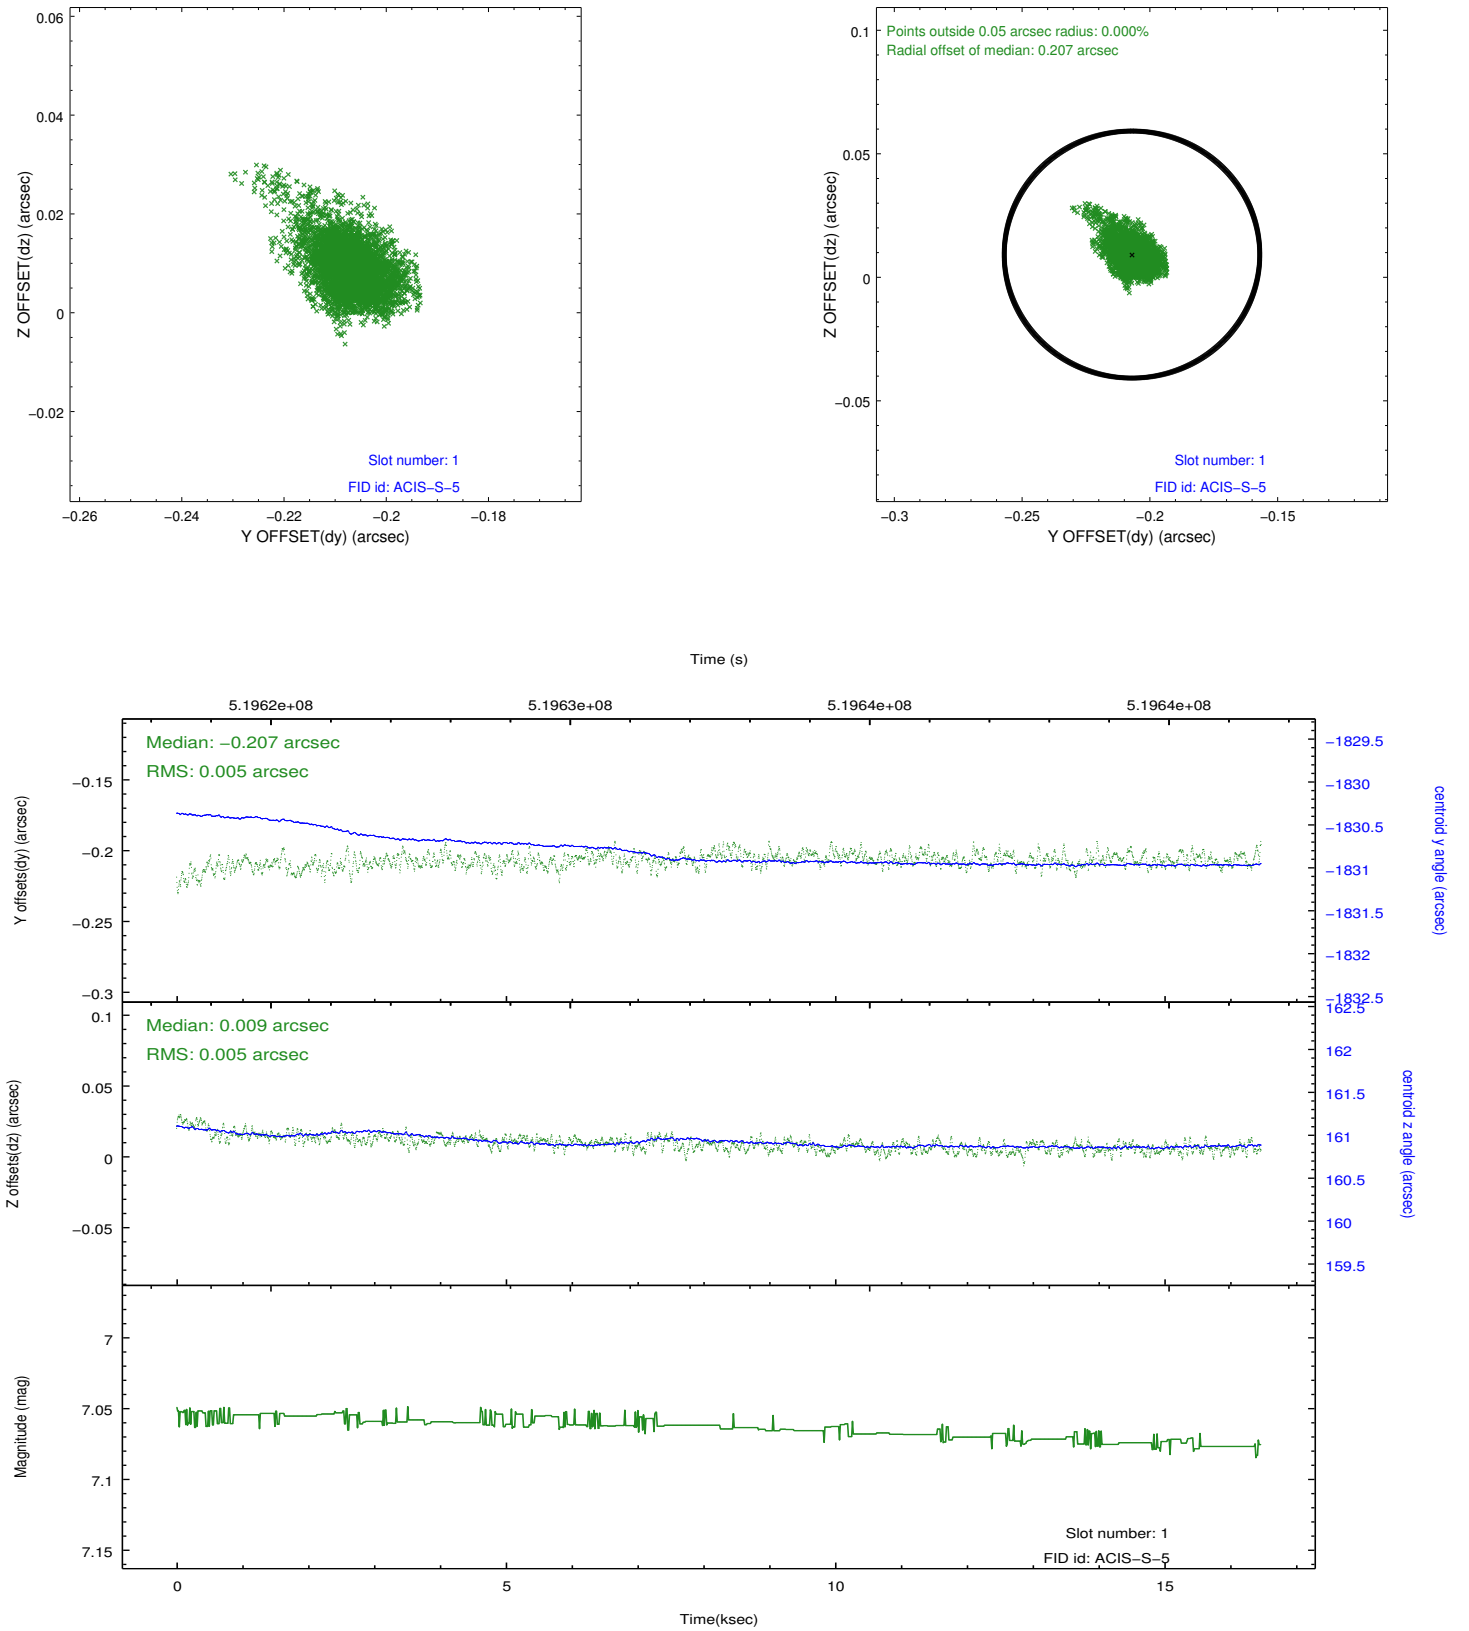 0.06
0.04
0.02
0
−0.02
Z OFFSET(dz) (arcsec)
Slot number: 1
FID id: ACIS−S−5
−0.26
−0.24
−0.22
−0.2
−0.18
Y OFFSET(dy) (arcsec)
Points outside 0.05 arcsec radius: 0.000%
Radial offset of median: 0.207 arcsec
0.1
0.05
0
−0.05
Z OFFSET(dz) (arcsec)
Slot number: 1
FID id: ACIS−S−5
−0.3
−0.25
−0.2
−0.15
Y OFFSET(dy) (arcsec)
Time (s)
5.1962e+08
5.1963e+08
5.1964e+08
5.1964e+08
Median: −0.207 arcsec
RMS: 0.005 arcsec
−0.15
−0.2
−0.25
−0.3
Y offsets(dy) (arcsec)
−1829.5
−1830
−1830.5
−1831
−1831.5
−1832
−1832.5
centroid y angle (arcsec)
Median: 0.009 arcsec
RMS: 0.005 arcsec
0.1
0.05
0
−0.05
Z offsets(dz) (arcsec)
162.5
162
161.5
161
160.5
160
159.5
centroid z angle (arcsec)
7
7.05
7.1
7.15
Magnitude (mag)
Slot number: 1
FID id: ACIS−S−5
0
5
10
15
Time(ksec)